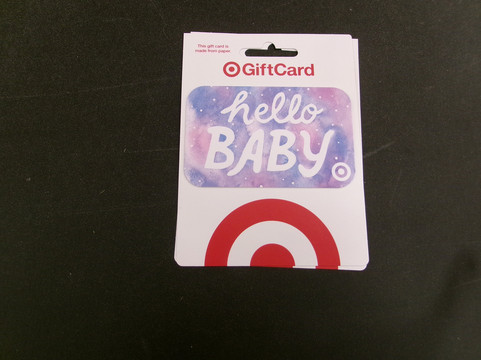 This gift card is
made from paper.
GiftCard
hello
BABY